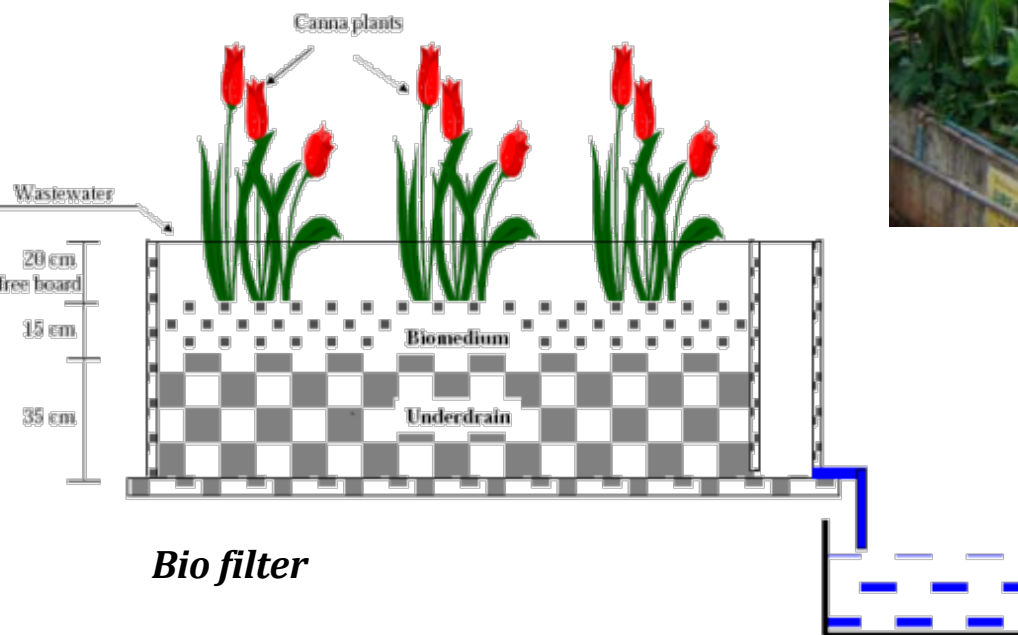 Canna plants
Wastewater
20 cm
free board
15 cm
Biomedium
35 cm
Underdrain
Bio filter